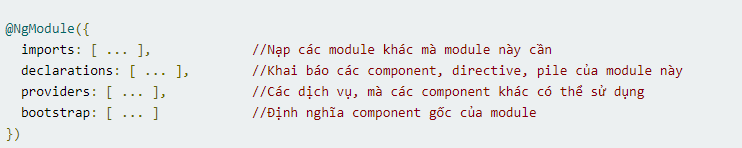 @NgModule({
imports: [ ... ], //Nạp các module khác mà module này cần
declarations: [ ... ], //Khai báo các component, directive, pile của module này
providers: [ ... ], //Các dịch vụ, mà các component khác có thể sử dụng
bootstrap: [ ... ] //Định nghĩa component gốc của module
})